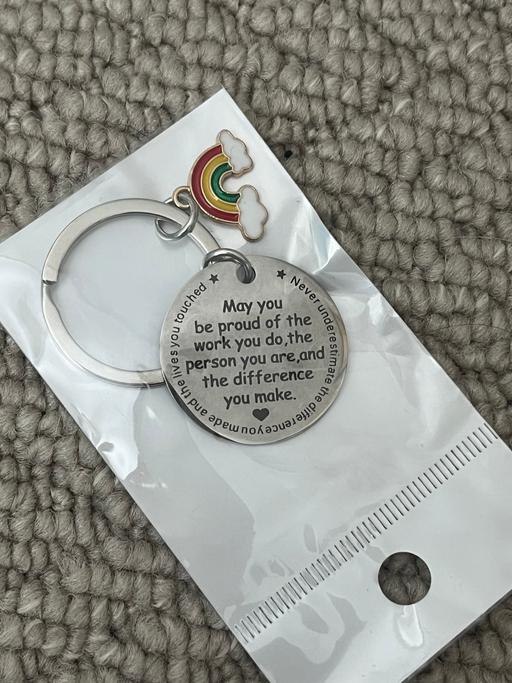 May you
be proud of the
work you do,the
person you are,and
the difference
you make.
Never underestimate the difference you made and the lives you touched